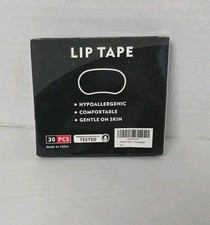 LIP TAPE
• HYPOALLERGENIC
• COMFORTABLE
• GENTLE ON SKIN
30 PCS
Made in China
TESTED